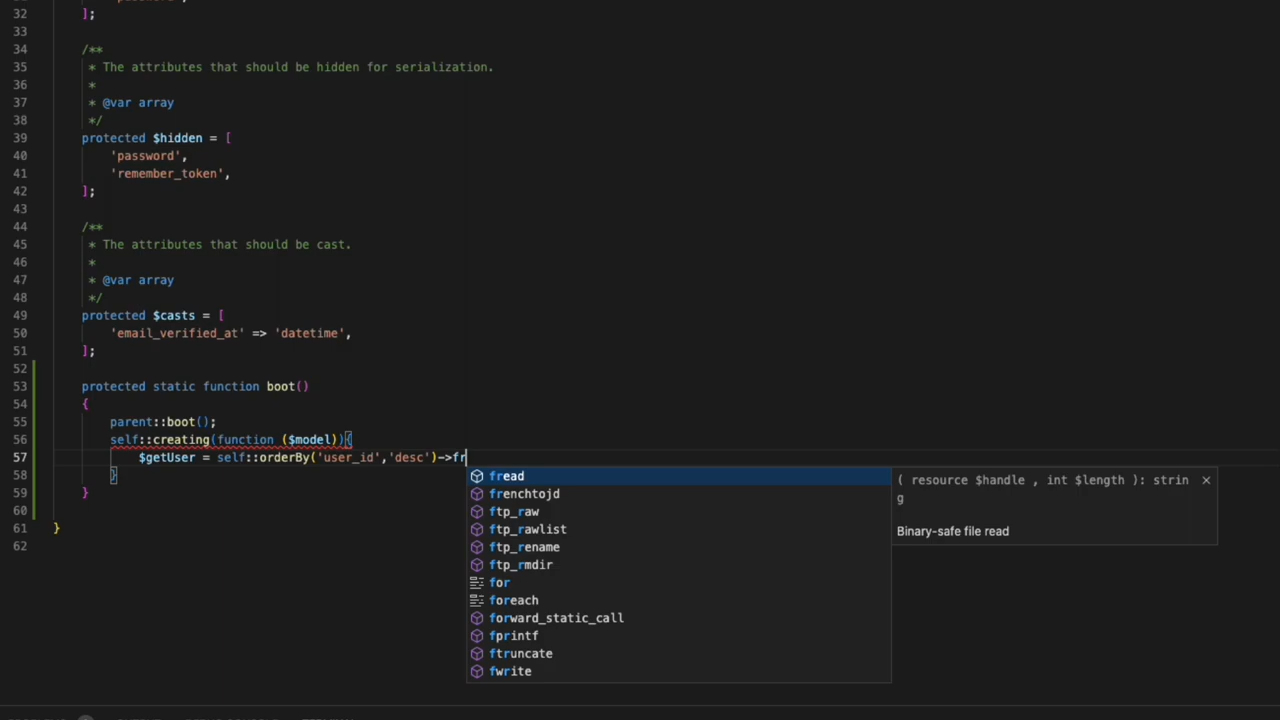 32 ];
33
34 /**
35 * The attributes that should be hidden for serialization.
36 *
37 * @var array
38 */
39 protected $hidden = [
40 'password',
41 'remember_token',
42 ];
43
44 /**
45 * The attributes that should be cast.
46 *
47 * @var array
48 */
49 protected $casts = [
50 'email_verified_at' => 'datetime',
51 ];
52
53 protected static function boot()
54 {
55 parent::boot();
56 self::creating(function ($model)){
57 $getUser = self::orderBy('user_id','desc')->fr
58 }
59 }
60
61 }
62
fread
frenchtojd
ftp_raw
ftp_rawlist
ftp_rename
ftp_rmdir
for
foreach
forward_static_call
fprintf
ftruncate
fwrite
( resource $handle , int $length ): strin
g
Binary-safe file read